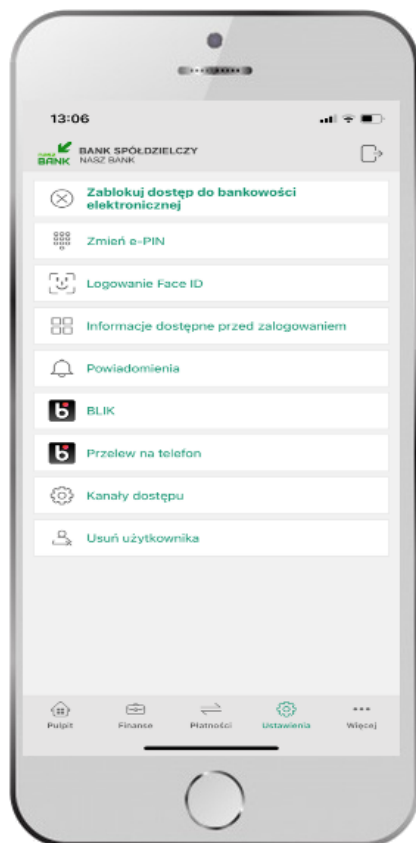 13:06
BANK SPÓŁDZIELCZY
NASZ BANK
BANK
Zablokuj dostęp do bankowości
elektronicznej
Zmień e-PIN
Logowanie Face ID
Informacje dostępne przed zalogowaniem
Powiadomienia
BLIK
Przelew na telefon
Kanały dostępu
Usuń użytkownika
Pulpit
Finanse
Płatności
Ustawienia
Więcej